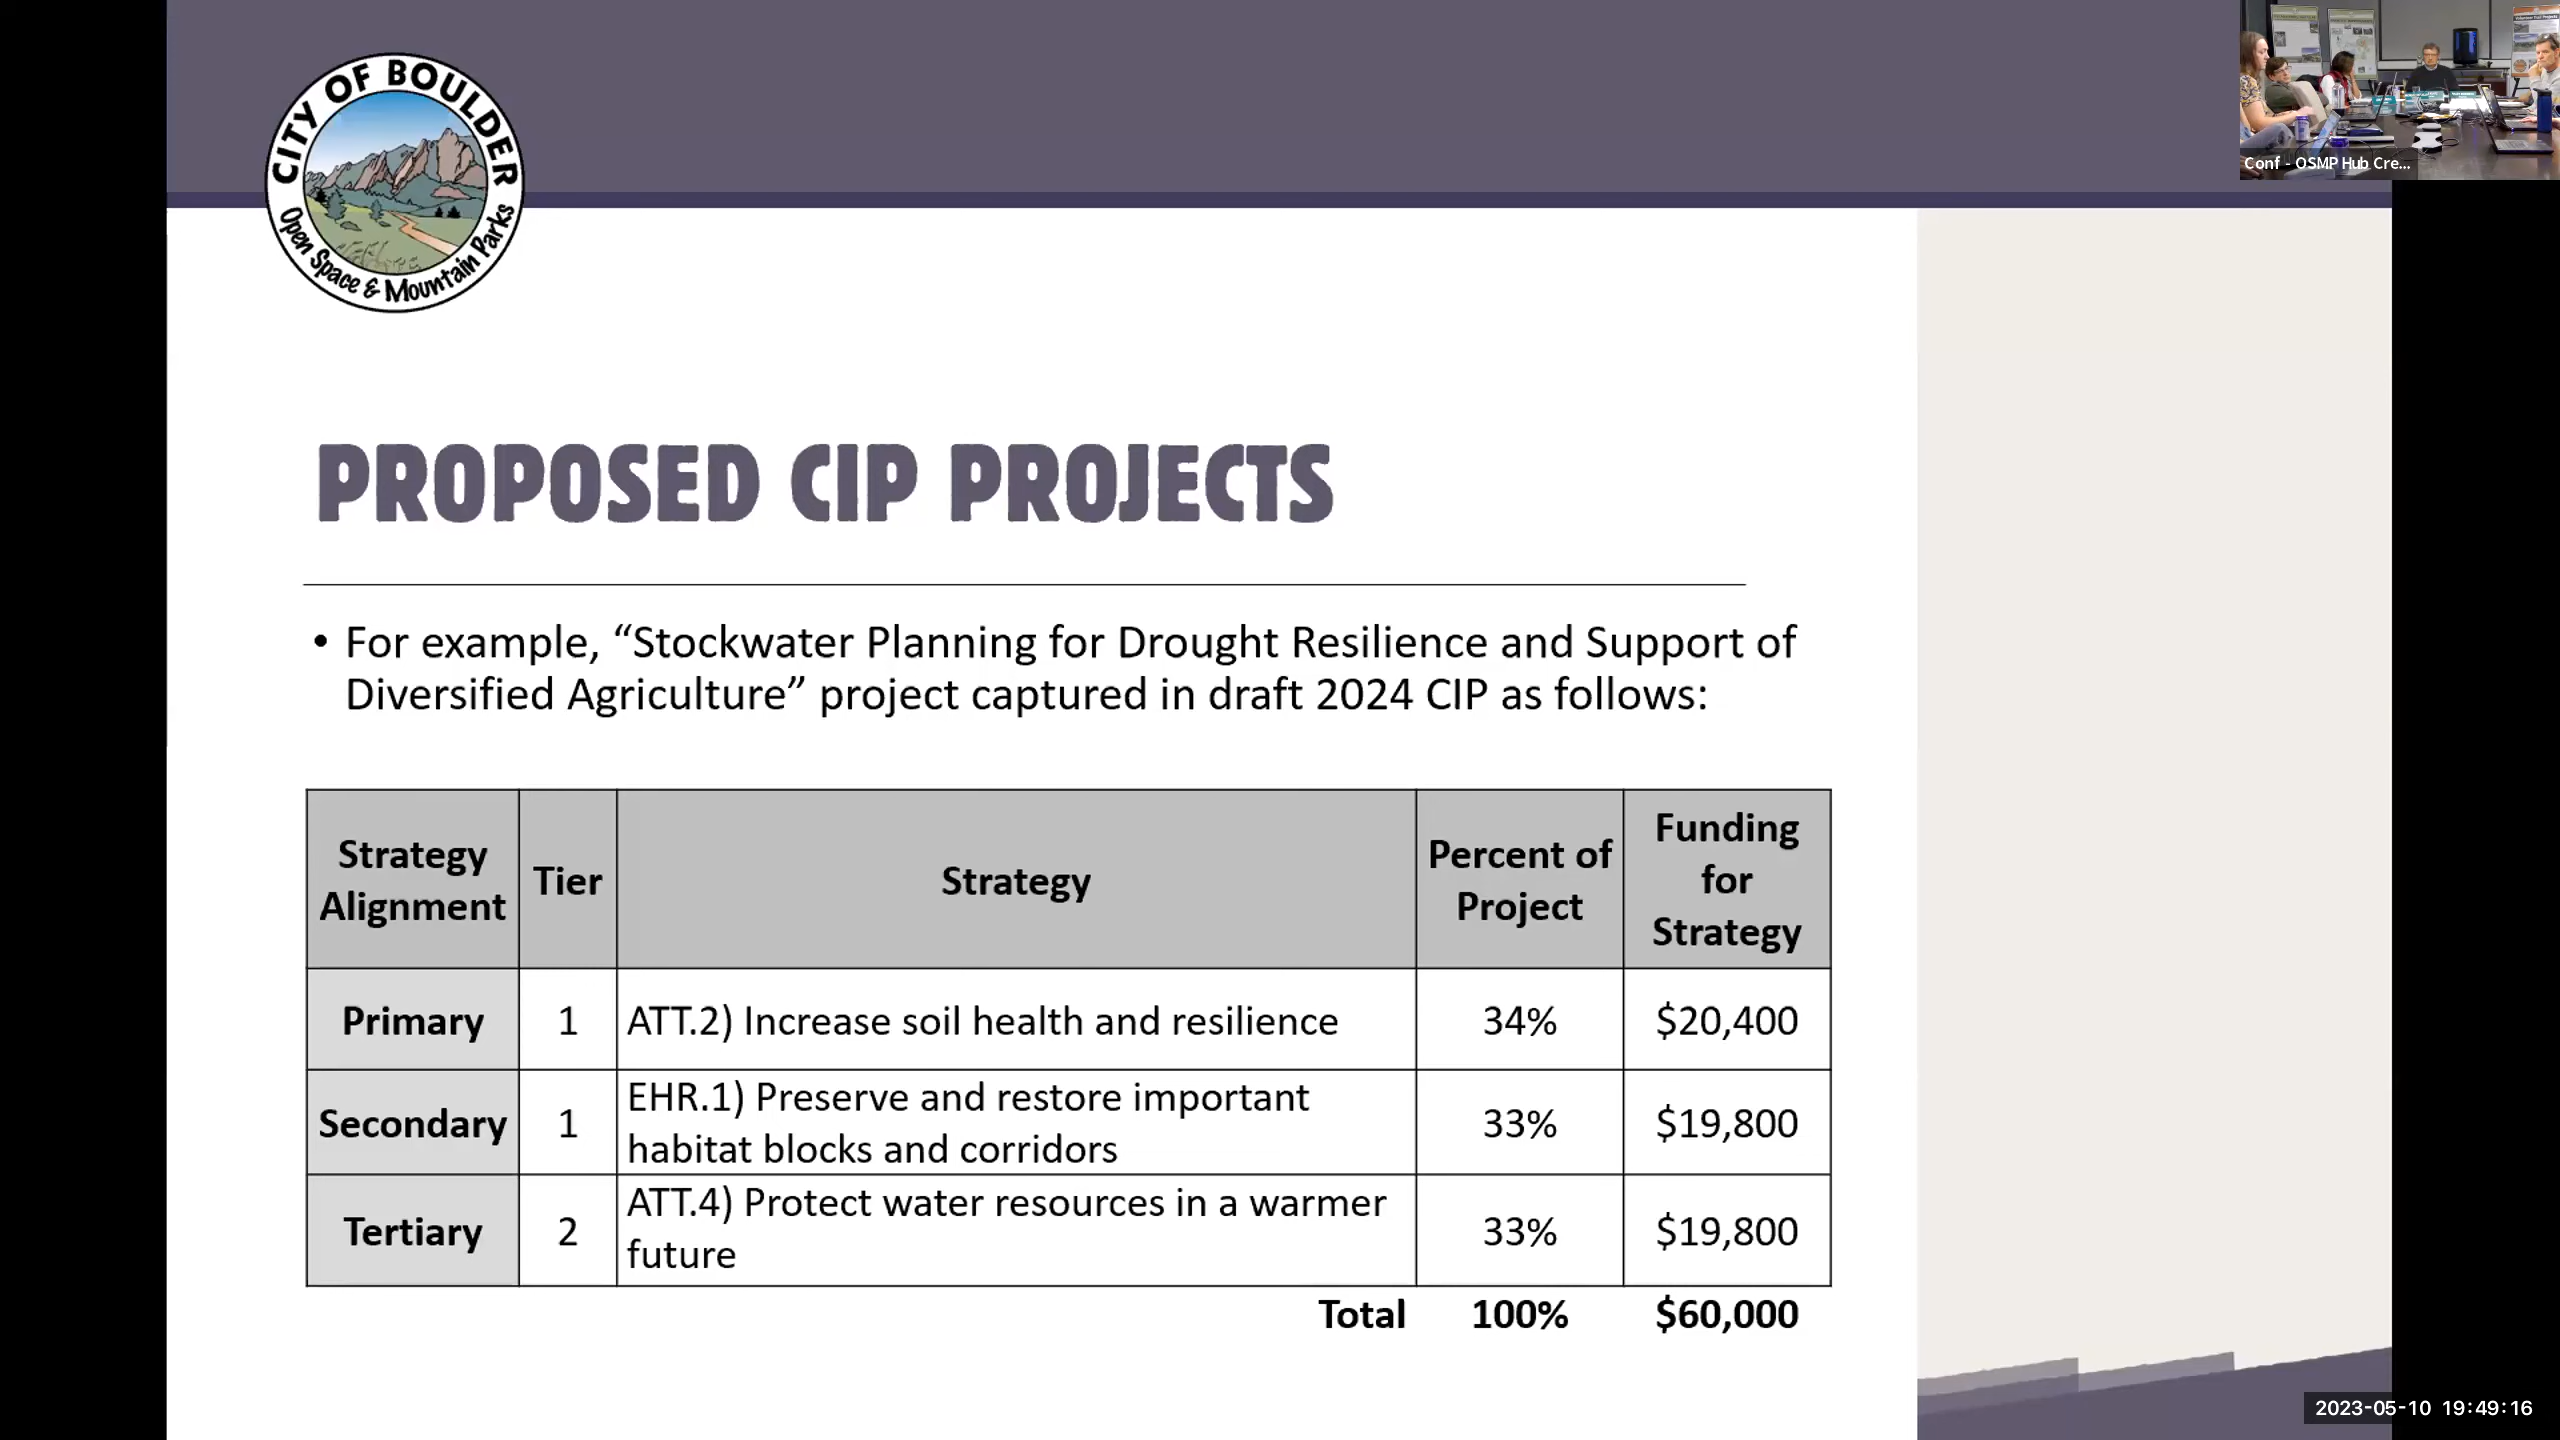 CITY OF BOULDER
Open Space & Mountain Parks
Conf - OSMP Hub Cre...
PROPOSED CIP PROJECTS
• For example, “Stockwater Planning for Drought Resilience and Support of
Diversified Agriculture” project captured in draft 2024 CIP as follows:
Strategy Alignment Tier Strategy Percent of Project Funding for Strategy
Primary 1 ATT.2) Increase soil health and resilience 34% $20,400
Secondary 1 EHR.1) Preserve and restore important habitat blocks and corridors 33% $19,800
Tertiary 2 ATT.4) Protect water resources in a warmer future 33% $19,800
Total 100% $60,000
2023-05-10 19:49:16